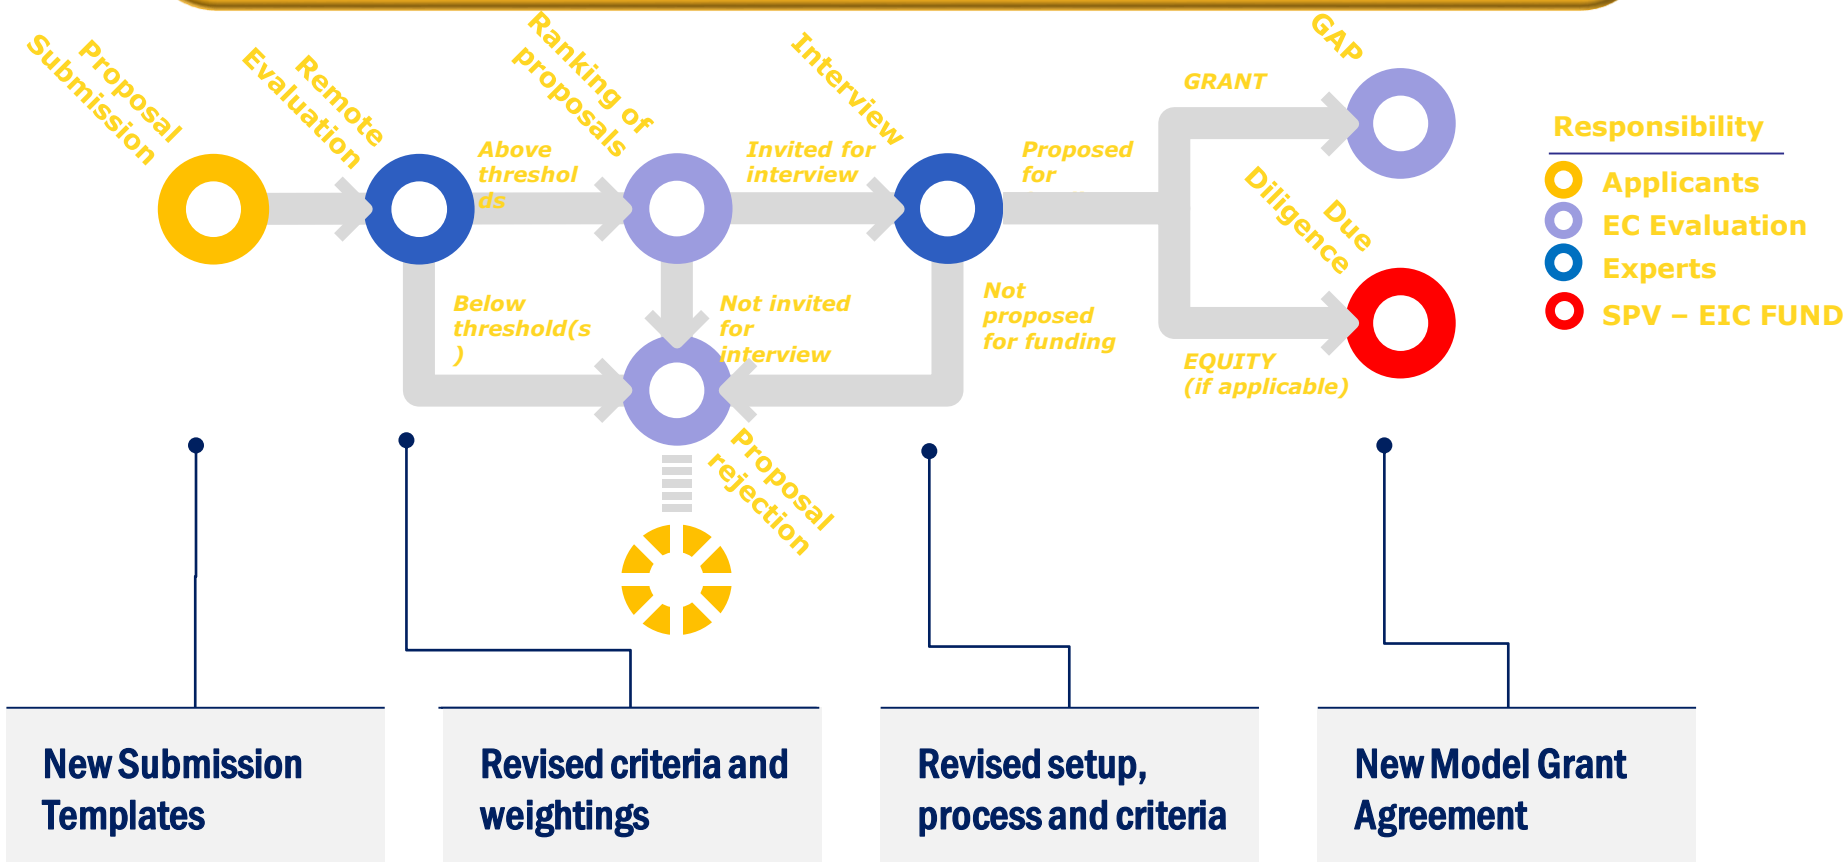 Proposal
Submission
Remote
Evaluation
Ranking of
proposals
Interview
GAP
Above
threshol
ds
Invited for
interview
Proposed
for
GRANT
Due
Diligence
Below
threshold(s
)
Not invited
for
interview
Not
proposed
for funding
EQUITY
(if applicable)
Proposal
rejection
Responsibility
Applicants
EC Evaluation
Experts
SPV – EIC FUND
New Submission
Templates
Revised criteria and
weightings
Revised setup,
process and criteria
New Model Grant
Agreement